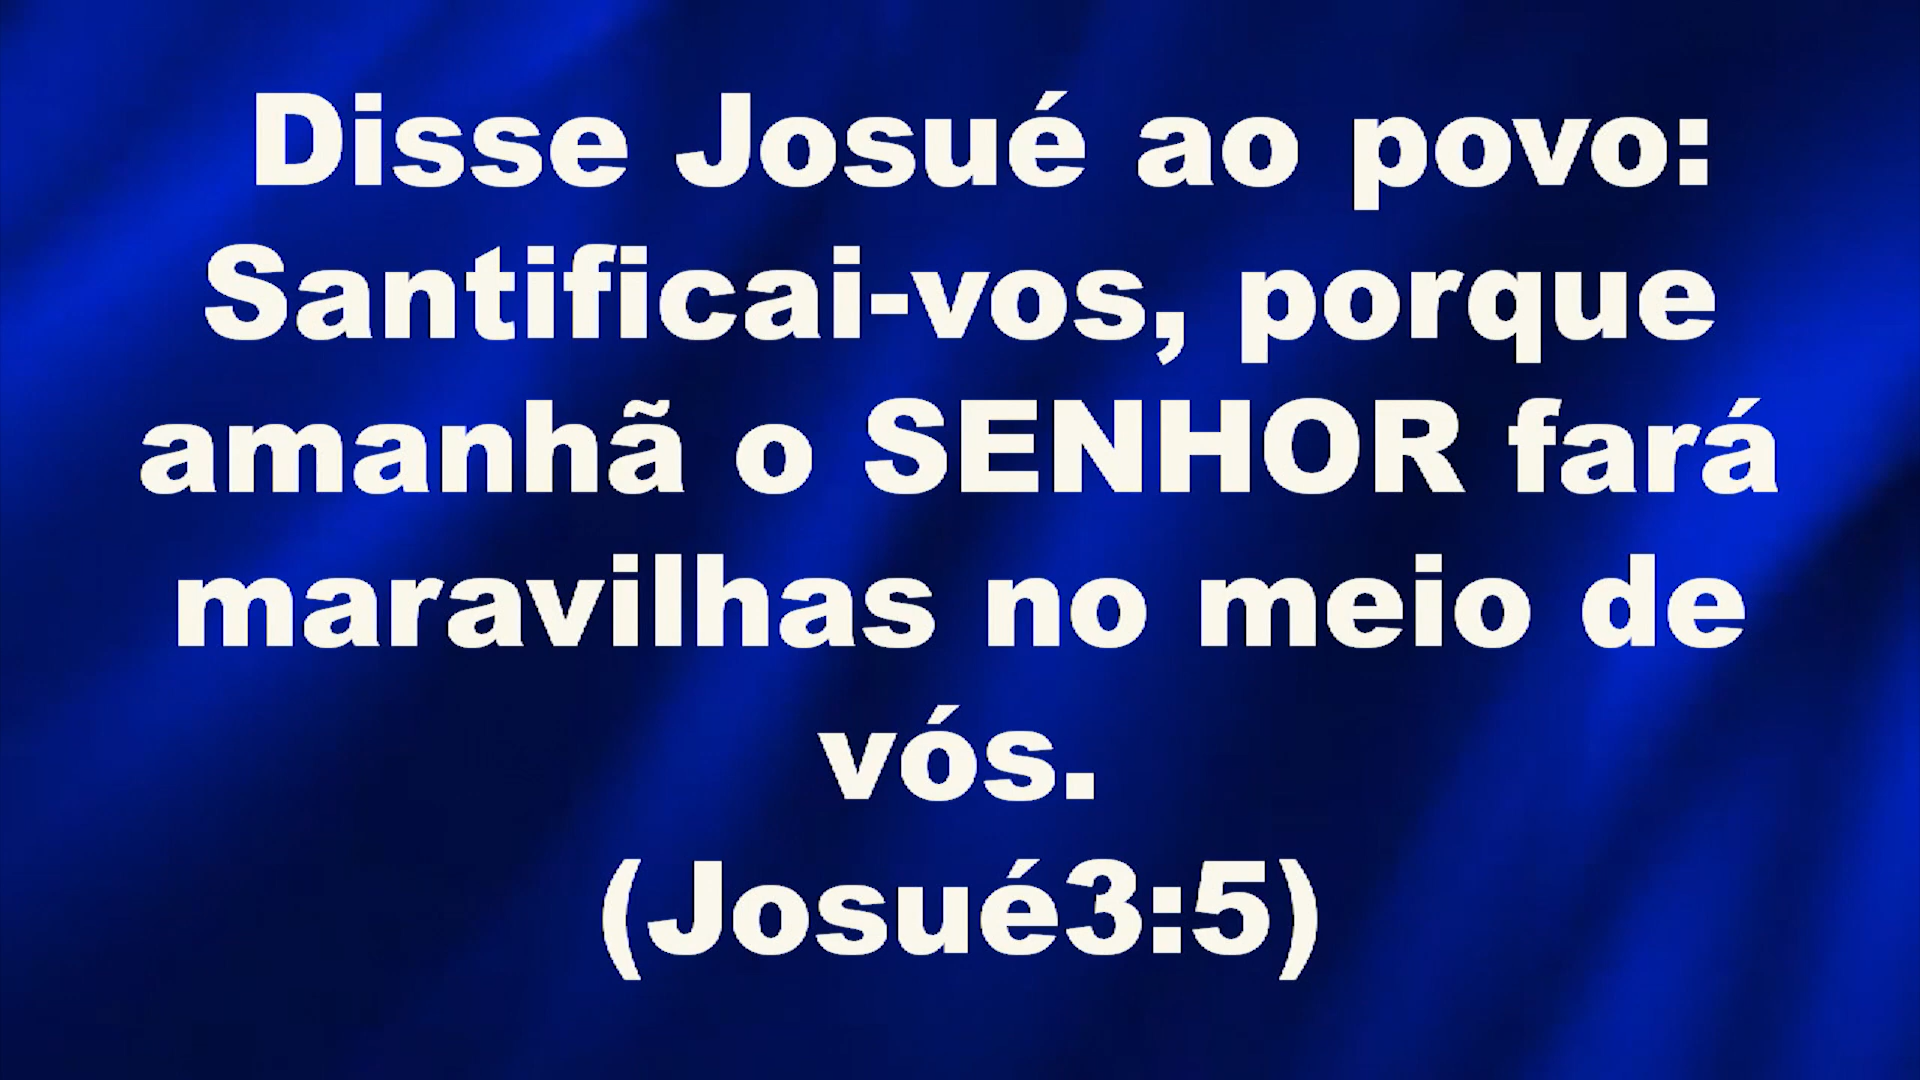 Disse Josué ao povo:
Santificai-vos, porque
amanhã o SENHOR fará
maravilhas no meio de
vós.
(Josué3:5)